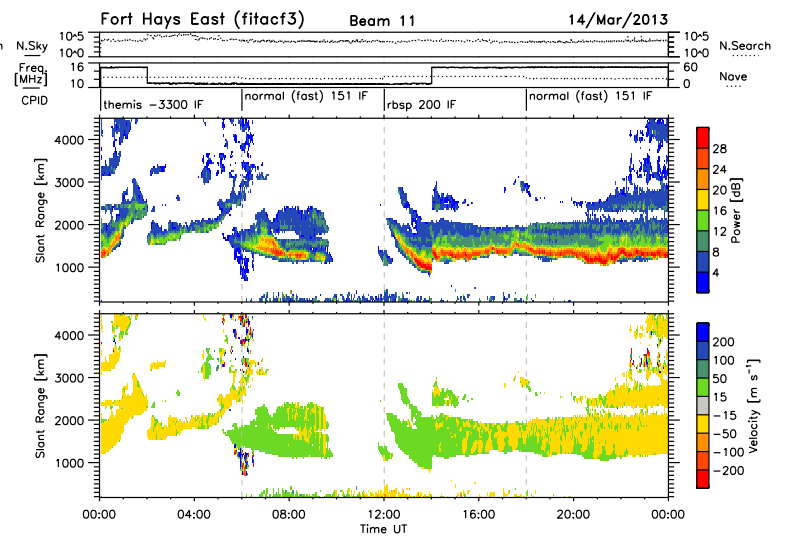 Fort Hays East (fitacf3) Beam 11 14/Mar/2013
n N.Sky 10^5 10^0 10^5 10^0 N.Search
Freq. [MHz] 16 10 60 0 Nave
CPID themis -3300 IF normal (fast) 151 IF rbsp 200 IF normal (fast) 151 IF
Slant Range [km]
4000
3000
2000
1000
28
24
20
16
12
8
4
Power [dB]
Slant Range [km]
4000
3000
2000
1000
200
100
50
15
-15
-50
-100
-200
Velocity [m s⁻¹]
00:00 04:00 08:00 12:00 16:00 20:00 00:00
Time UT